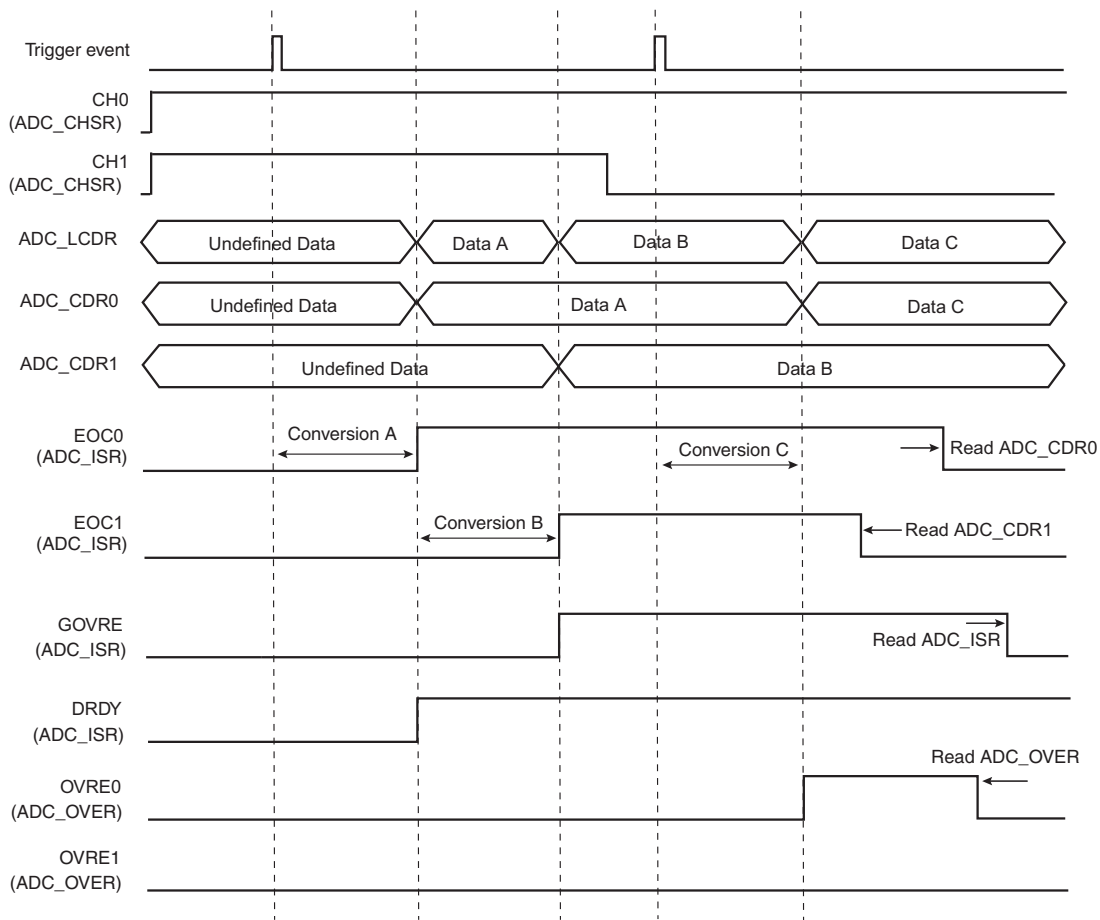 Trigger event
CH0
(ADC_CHSR)
CH1
(ADC_CHSR)
ADC_LCDR
Undefined Data
Data A
Data B
Data C
ADC_CDR0
Undefined Data
Data A
Data C
ADC_CDR1
Undefined Data
Data B
EOC0
(ADC_ISR)
Conversion A
Conversion C
Read ADC_CDR0
EOC1
(ADC_ISR)
Conversion B
Read ADC_CDR1
GOVRE
(ADC_ISR)
Read ADC_ISR
DRDY
(ADC_ISR)
Read ADC_OVER
OVRE0
(ADC_OVER)
OVRE1
(ADC_OVER)